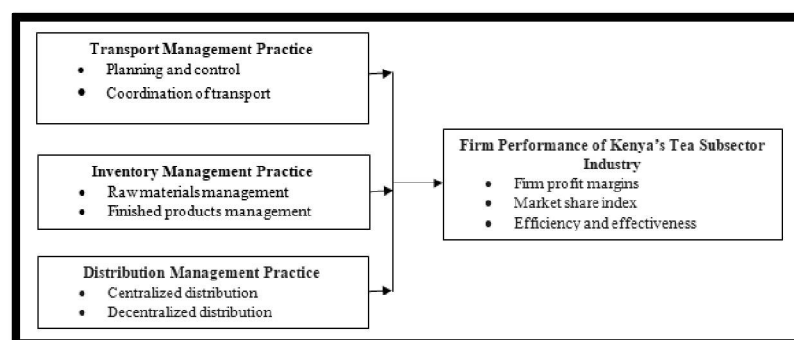 Transport Management Practice
• Planning and control
• Coordination of transport
Inventory Management Practice
• Raw materials management
• Finished products management
Distribution Management Practice
• Centralized distribution
• Decentralized distribution
Firm Performance of Kenya's Tea Subsector
Industry
• Firm profit margins
• Market share index
• Efficiency and effectiveness